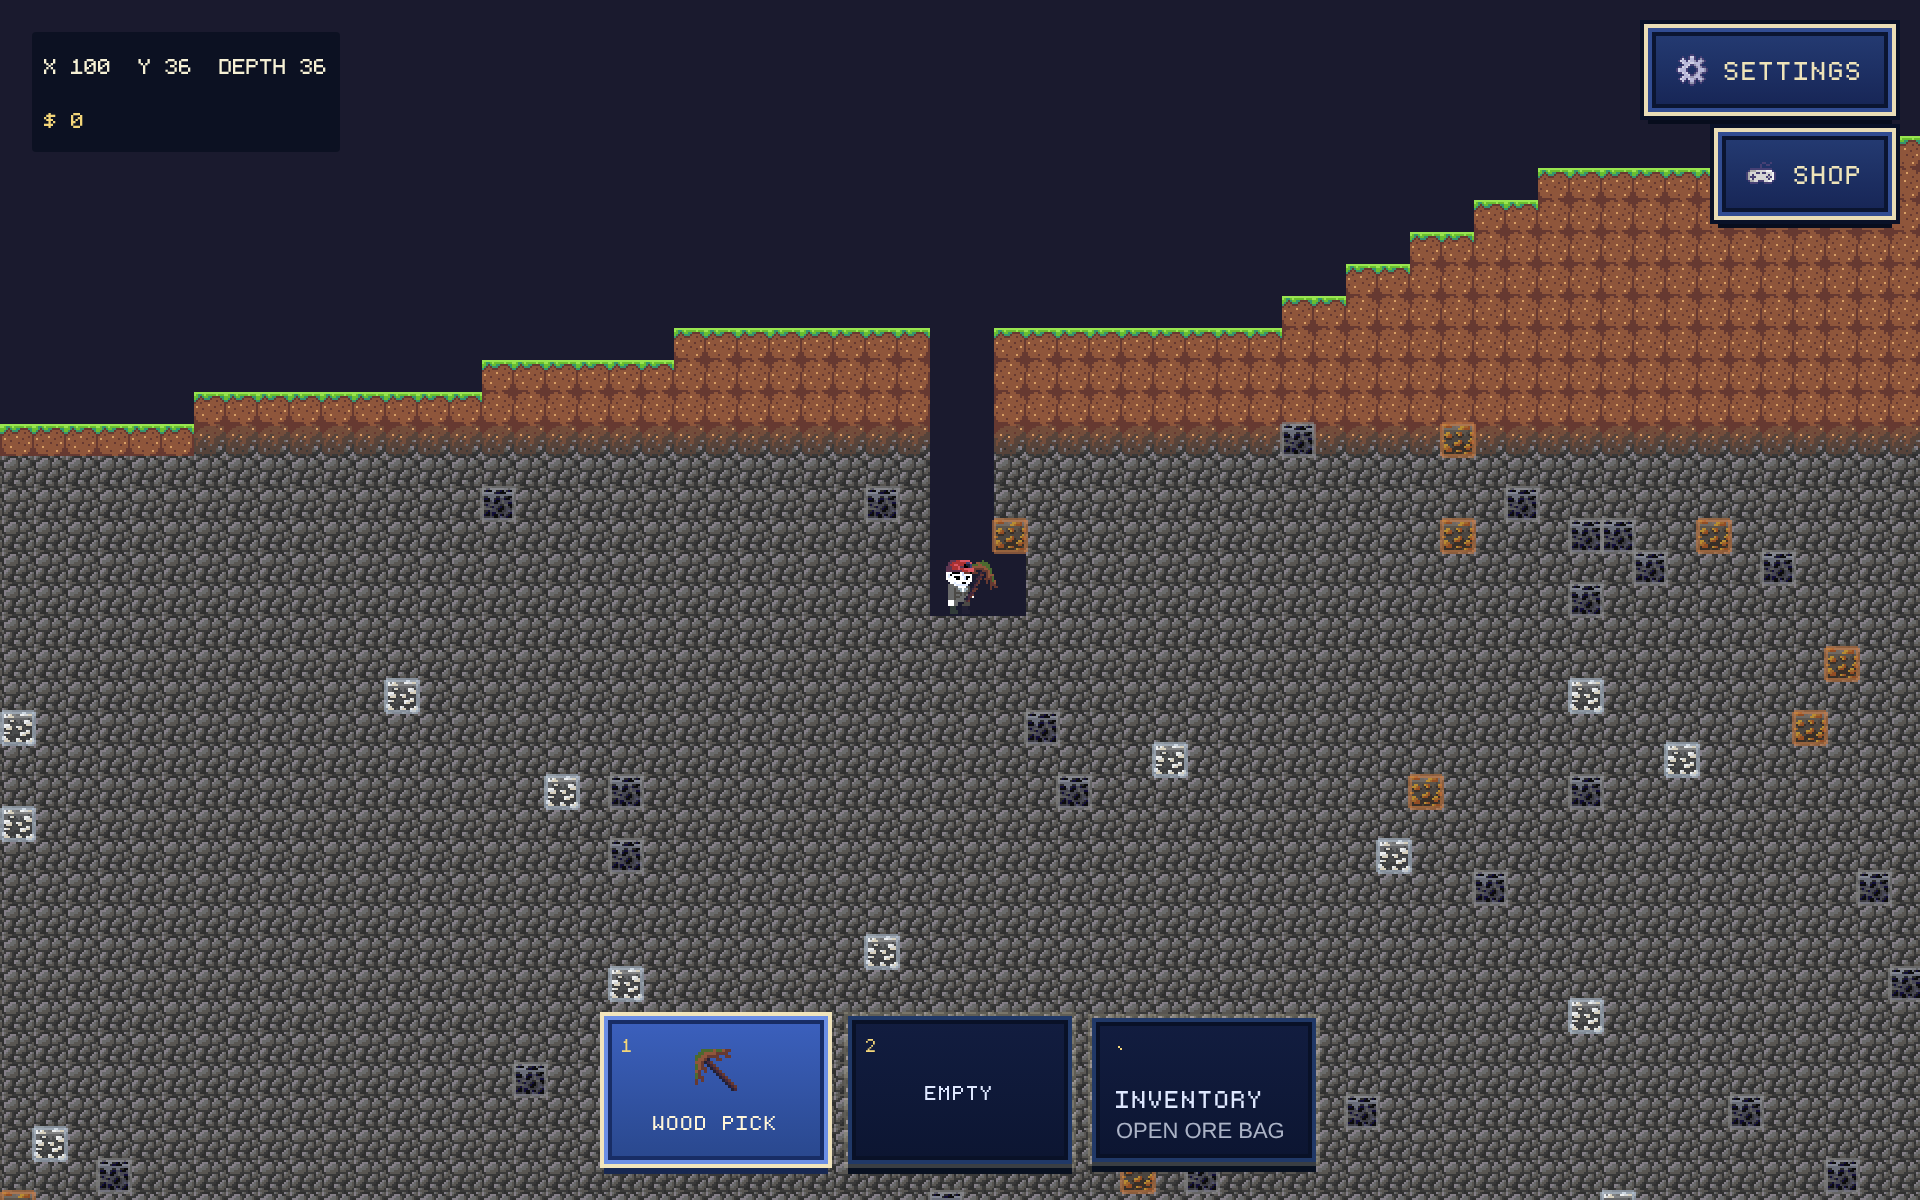 X 100 Y 36 DEPTH 36
$ 0
SETTINGS
SHOP
1
WOOD PICK
2
EMPTY
`
INVENTORY
OPEN ORE BAG